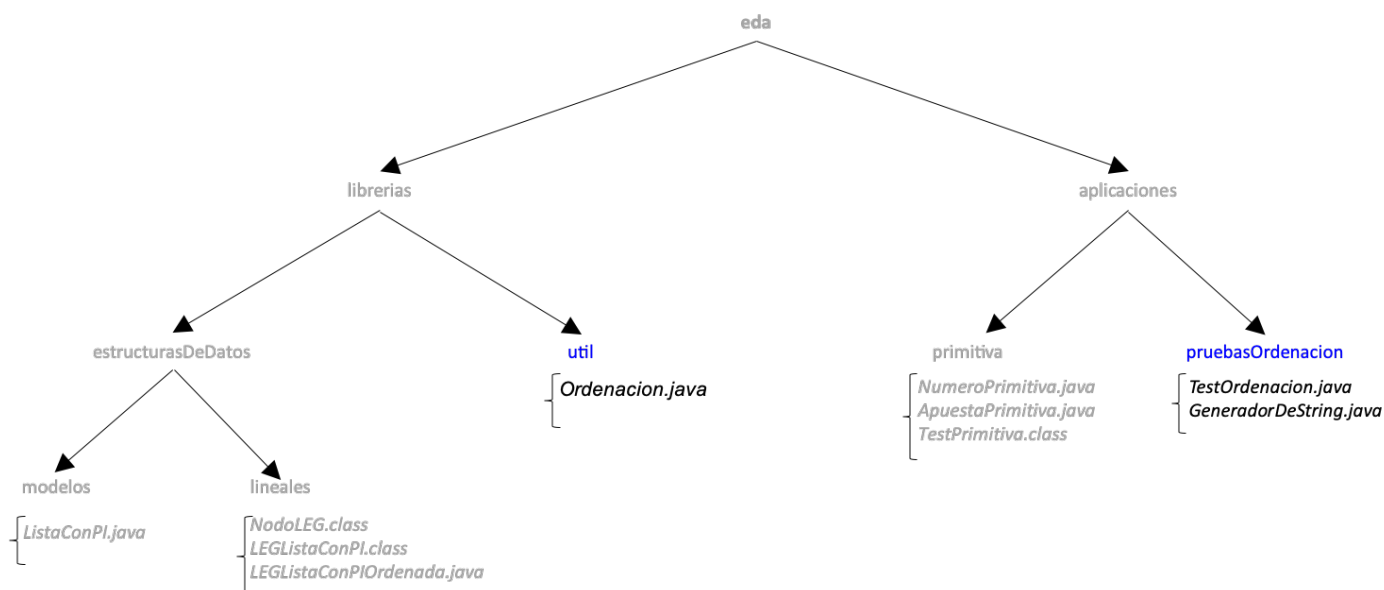 eda
librerias
aplicaciones
estructurasDeDatos
util
primitiva
pruebasOrdenacion
Ordenacion.java
NumeroPrimitiva.java
ApuestaPrimitiva.java
TestPrimitiva.class
TestOrdenacion.java
GeneradorDeString.java
modelos
lineales
ListaConPI.java
NodoLEG.class
LEGListaConPI.class
LEGListaConPIOrdenada.java